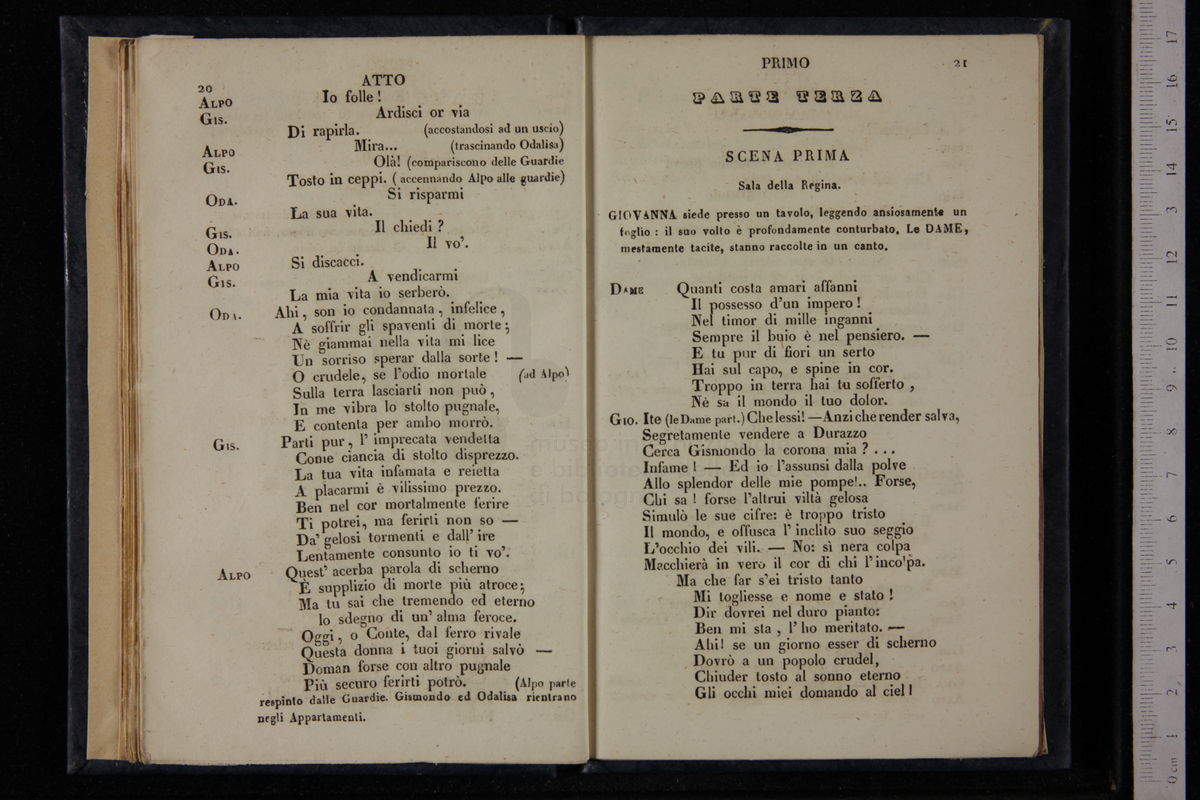 20
ATTO
ALPO Io folle !
GIS. Ardisci or via
Di rapirla. (accostandosi ad un uscio)
ALPO Mira... (trascinando Odalisa)
GIS. Olà! (compariscono delle Guardie
Tosto in ceppi. ( accennando Alpo alle guardie)
ODA. Si risparmi
La sua vita.
GIS. Il chiedi ?
ODA. Il vo'.
ALPO Si discacci.
GIS. A vendicarmi
La mia vita io serberò.
ODA. Ahi , son io condannata , infelice ,
A soffrir gli spaventi di morte ;
Nè giammai nella vita mi lice
Un sorriso sperar dalla sorte ! —
O crudele, se l'odio mortale (ad Alpo)
Sulla terra lasciarti non può ,
In me vibra lo stolto pugnale,
E contenta per ambo morrò.
GIS. Parti pur , l' imprecata vendetta
Come ciancia di stolto disprezzo.
La tua vita infamata e reietta
A placarmi è vilissimo prezzo.
Ben nel cor mortalmente ferire
Ti potrei, ma ferirti non so —
Da' gelosi tormenti e dall' ire
Lentamente consunto io ti vo'.
ALPO Quest' acerba parola di scherno
È supplizio di morte più atroce ;
Ma tu sai che tremendo ed eterno
lo sdegno di un' alma feroce.
Oggi , o Conte, dal ferro rivale
Questa donna i tuoi giorni salvò —
Doman forse con altro pugnale
Più securo ferirti potrò. (Alpo parte
respinto dalle Guardie. Gismondo ed Odalisa rientrano
negli Appartamenti.
PRIMO 21
PARTE TERZA
SCENA PRIMA
Sala della Regina.
GIOVANNA siede presso un tavolo, leggendo ansiosamente un
foglio : il suo volto è profondamente conturbato. Le DAME,
mestamente tacite, stanno raccolte in un canto.
DAME Quanti costa amari affanni
Il possesso d'un impero !
Nel timor di mille inganni
Sempre il buio è nel pensiero. —
E tu pur di fiori un serto
Hai sul capo, e spine in cor.
Troppo in terra hai tu sofferto ,
Nè sa il mondo il tuo dolor.
GIO. Ite (le Dame part.) Che lessi! — Anzi che render salva,
Segretamente vendere a Durazzo
Cerca Gismondo la corona mia ? . . .
Infame ! — Ed io l'assunsi dalla polve
Allo splendor delle mie pompe!.. Forse,
Chi sa ! forse l'altrui viltà gelosa
Simulò le sue cifre: è troppo tristo
Il mondo, e offusca l' inclito suo seggio
L'occhio dei vili. — No: sì nera colpa
Macchierà in vero il cor di chi l'incolpa.
Ma che far s'ei tristo tanto
Mi togliesse e nome e stato !
Dir dovrei nel duro pianto:
Ben mi sta , l' ho meritato. —
Ahi! se un giorno esser di scherno
Dovrò a un popolo crudel,
Chiuder tosto al sonno eterno
Gli occhi miei domando al ciel !